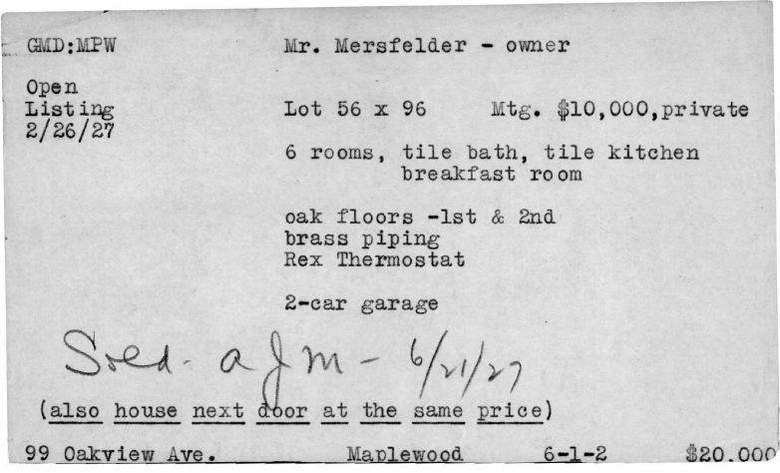 GMD:MPW Mr. Mersfelder - owner
Open
Listing Lot 56 x 96 Mtg. $10,000,private
2/26/27
6 rooms, tile bath, tile kitchen
breakfast room
oak floors -1st & 2nd
brass piping
Rex Thermostat
2-car garage
Sold - a J m - 6/21/27
(also house next door at the same price)
99 Oakview Ave. Maplewood 6-1-2 $20.000